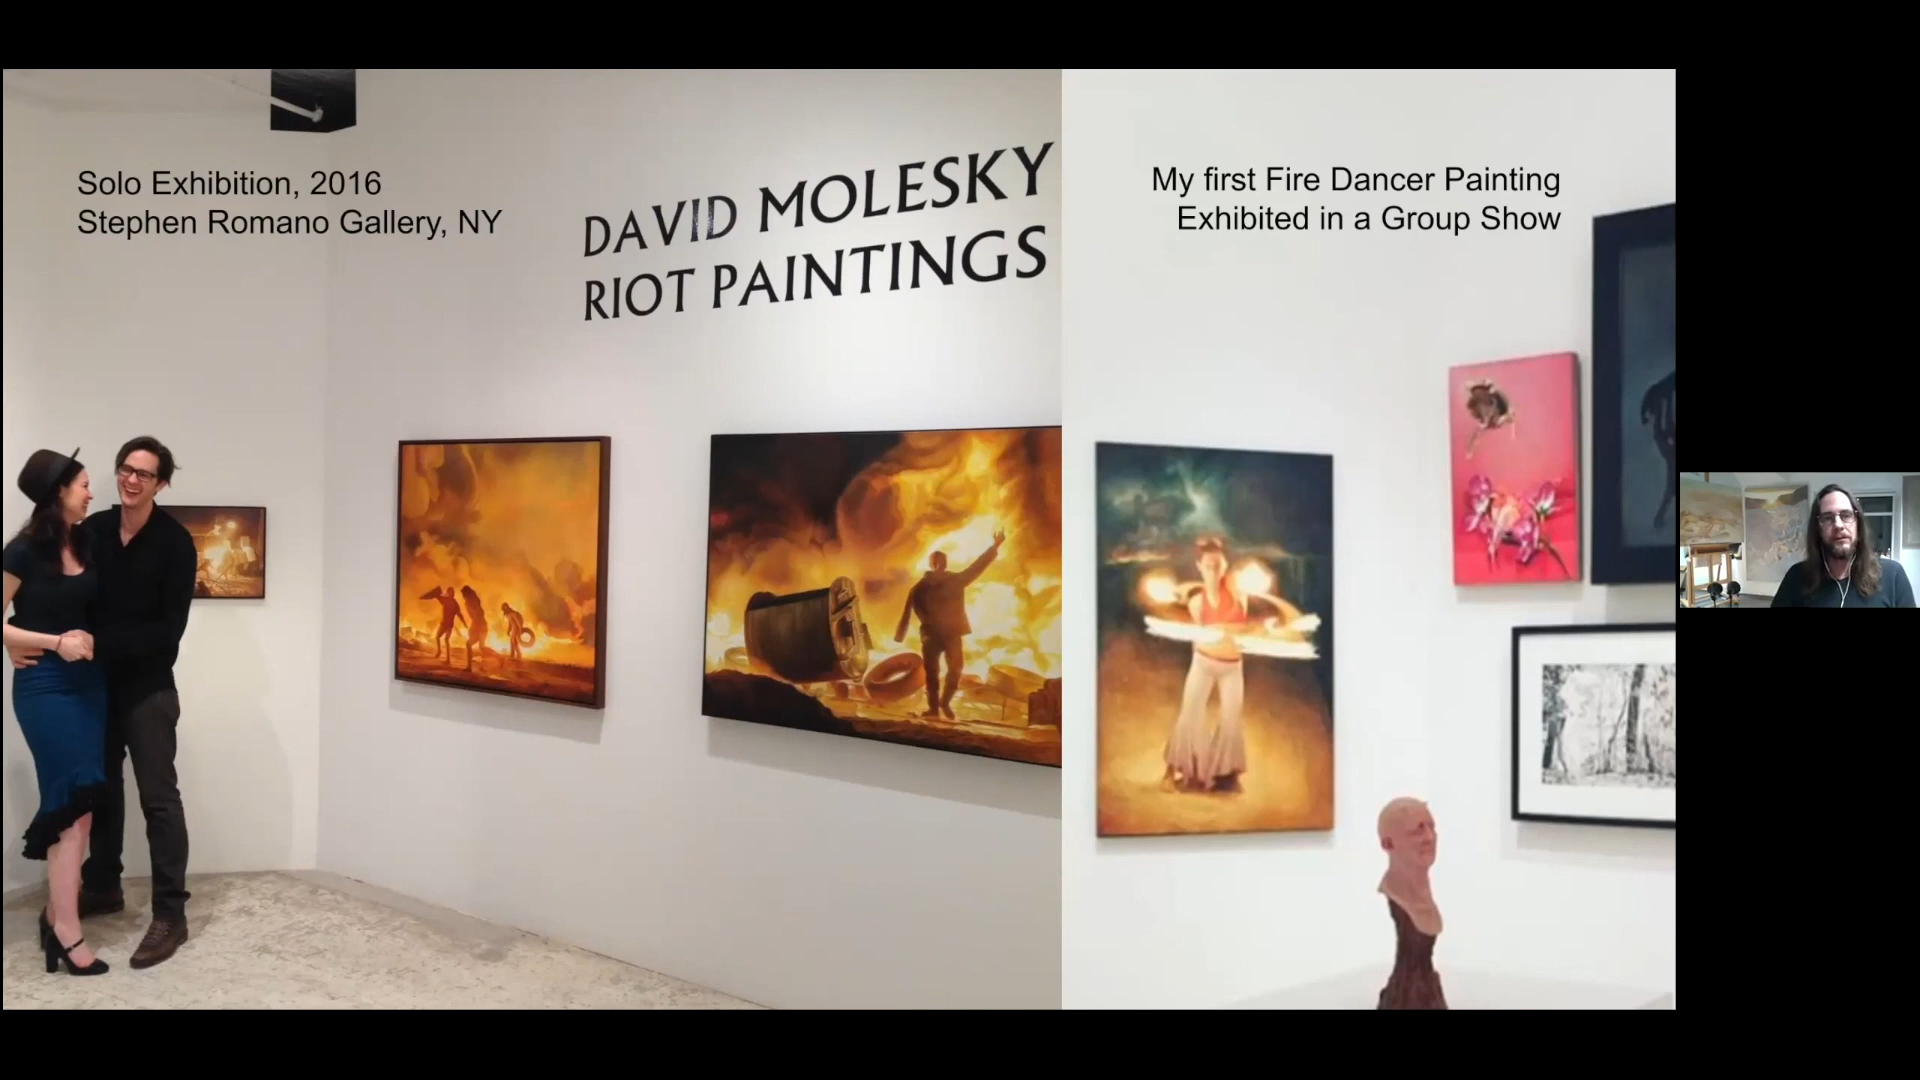 Solo Exhibition, 2016
Stephen Romano Gallery, NY
DAVID MOLESKY
RIOT PAINTINGS
My first Fire Dancer Painting
Exhibited in a Group Show